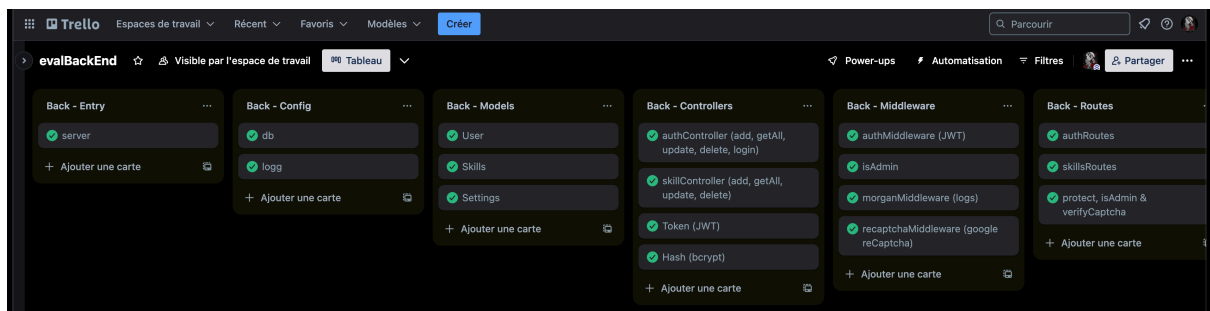 Trello Espaces de travail Récent Favoris Modèles Créer Parcourir
evalBackEnd Visible par l'espace de travail Tableau Power-ups Automatisation Filtres Partager
Back - Entry
server
+ Ajouter une carte
Back - Config
db
logg
+ Ajouter une carte
Back - Models
User
Skills
Settings
+ Ajouter une carte
Back - Controllers
authController (add, getAll,
update, delete, login)
skillController (add, getAll,
update, delete)
Token (JWT)
Hash (bcrypt)
+ Ajouter une carte
Back - Middleware
authMiddleware (JWT)
isAdmin
morganMiddleware (logs)
recaptchaMiddleware (google
reCaptcha)
+ Ajouter une carte
Back - Routes
authRoutes
skillsRoutes
protect, isAdmin &
verifyCaptcha
+ Ajouter une carte